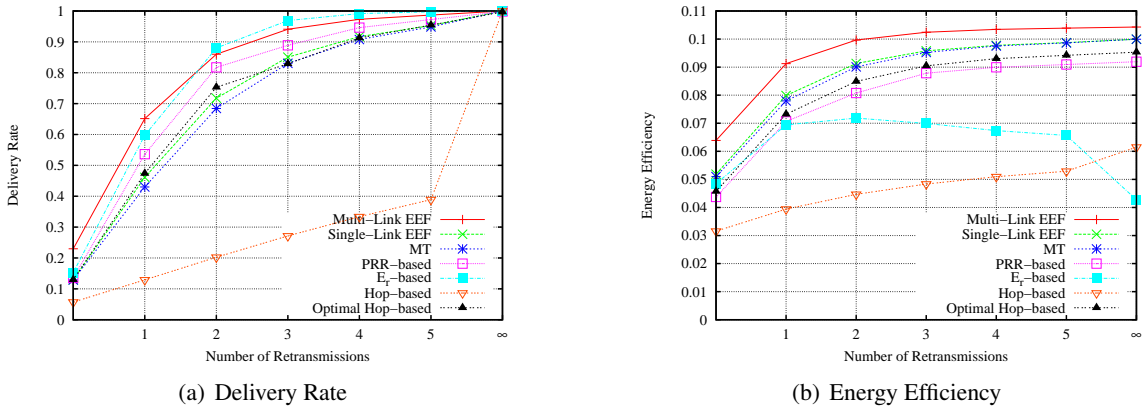 1
0.9
0.8
0.7
0.6
0.5
0.4
0.3
0.2
0.1
0
Delivery Rate
Multi−Link EEF
Single−Link EEF
MT
PRR−based
E_r−based
Hop−based
Optimal Hop−based
1 2 3 4 5 ∞
Number of Retransmissions
(a) Delivery Rate
0.11
0.1
0.09
0.08
0.07
0.06
0.05
0.04
0.03
0.02
0.01
0
Energy Efficiency
Multi−Link EEF
Single−Link EEF
MT
PRR−based
E_r−based
Hop−based
Optimal Hop−based
1 2 3 4 5 ∞
Number of Retransmissions
(b) Energy Efficiency